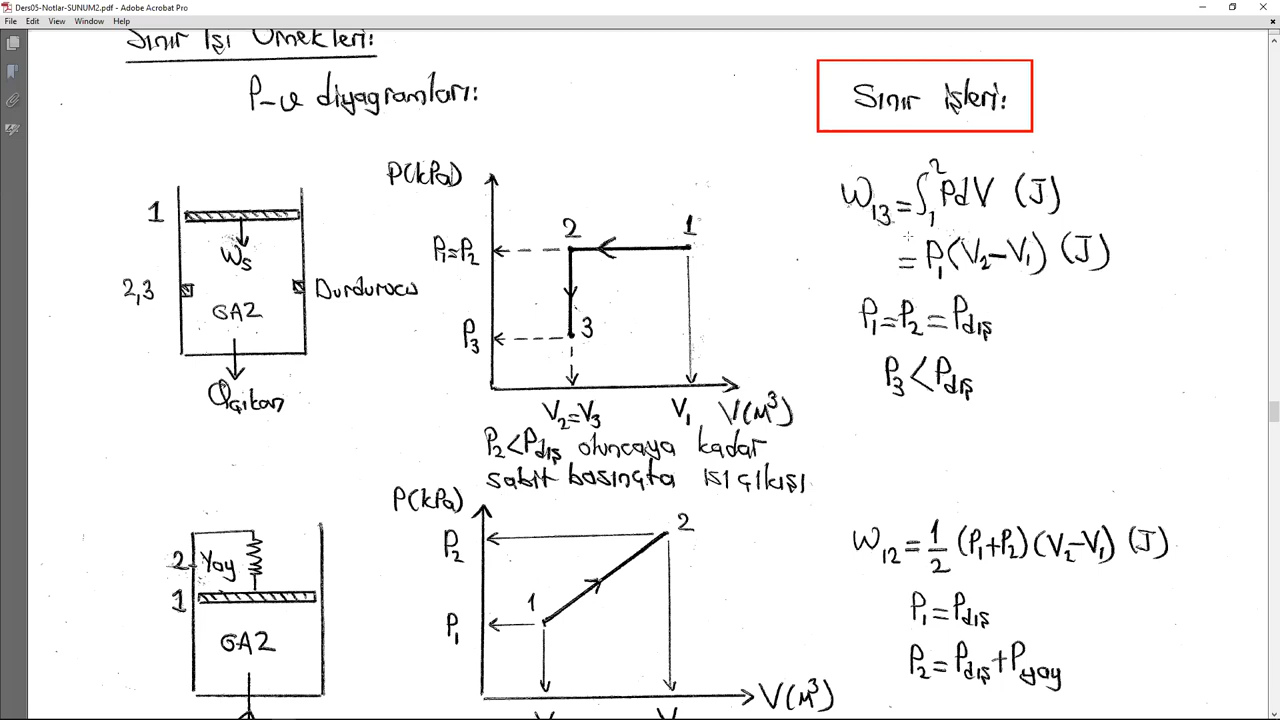 Ders05-Notlar-SUNUM2.pdf - Adobe Acrobat Pro
File Edit View Window Help
Sınır İşi Örnekleri:
P-v diyagramları:
Sınır işleri:
1
Ws
2,3
Durdurucu
GAZ
Qçıkan
P(kPa)
2
1
P₁=P₂
P₃
3
V₂=V₃
V₁
V(m³)
P₂<Pdış oluncaya kadar
sabit basınçta ısı çıkışı
W₁₃=∫₁² PdV (J)
= P₁(V₂-V₁) (J)
P₁=P₂=Pdış
P₃<Pdış
2
Yay
1
GAZ
P(kPa)
P₂
2
1
P₁
V(m³)
W₁₂=1/2 (P₁+P₂)(V₂-V₁) (J)
P₁=Pdış
P₂=Pdış+Pyay